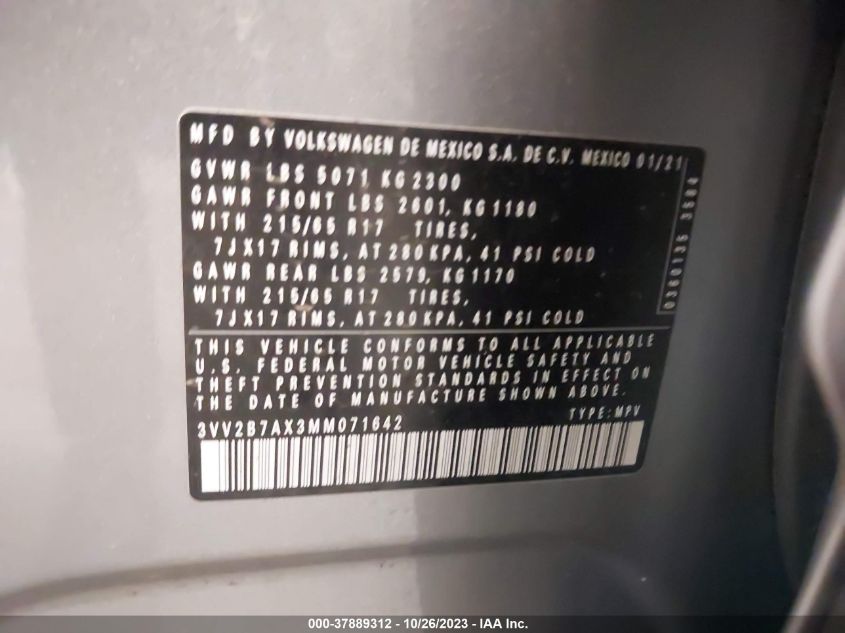 MFD BY VOLKSWAGEN DE MEXICO S.A. DE C.V. MEXICO 01/21
GVWR LBS 5071 KG 2300
GAWR FRONT LBS 2601, KG 1180
WITH 215/65 R17 TIRES,
7JX17 RIMS, AT 280 KPA, 41 PSI COLD
GAWR REAR LBS 2579, KG 1170
WITH 215/65 R17 TIRES,
7JX17 RIMS, AT 280 KPA, 41 PSI COLD
0360136 3584
THIS VEHICLE CONFORMS TO ALL APPLICABLE
U.S. FEDERAL MOTOR VEHICLE SAFETY AND
THEFT PREVENTION STANDARDS IN EFFECT ON
THE DATE OF MANUFACTURE SHOWN ABOVE.
3VV2B7AX3MM071642 TYPE: MPV
000-37889312 - 10/26/2023 - IAA Inc.